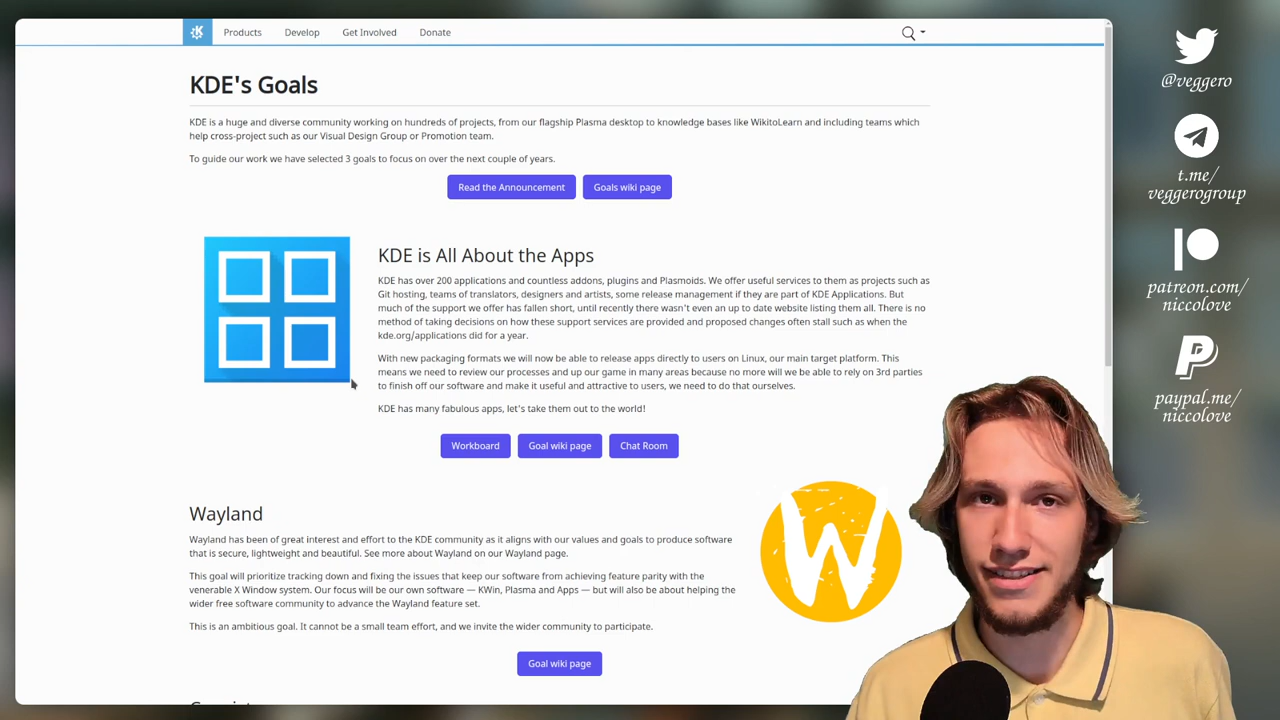 Products
Develop
Get Involved
Donate
KDE's Goals
KDE is a huge and diverse community working on hundreds of projects, from our flagship Plasma desktop to knowledge bases like WikitoLearn and including teams which
help cross-project such as our Visual Design Group or Promotion team.
To guide our work we have selected 3 goals to focus on over the next couple of years.
Read the Announcement
Goals wiki page
KDE is All About the Apps
KDE has over 200 applications and countless addons, plugins and Plasmoids. We offer useful services to them as projects such as
Git hosting, teams of translators, designers and artists, some release management if they are part of KDE Applications. But
much of the support we offer has fallen short, until recently there wasn't even an up to date website listing them all. There is no
method of taking decisions on how these support services are provided and proposed changes often stall such as when the
kde.org/applications did for a year.
With new packaging formats we will now be able to release apps directly to users on Linux, our main target platform. This
means we need to review our processes and up our game in many areas because no more will we be able to rely on 3rd parties
to finish off our software and make it useful and attractive to users, we need to do that ourselves.
KDE has many fabulous apps, let's take them out to the world!
Workboard
Goal wiki page
Chat Room
Wayland
Wayland has been of great interest and effort to the KDE community as it aligns with our values and goals to produce software
that is secure, lightweight and beautiful. See more about Wayland on our Wayland page.
This goal will prioritize tracking down and fixing the issues that keep our software from achieving feature parity with the
venerable X Window system. Our focus will be our own software — KWin, Plasma and Apps — but will also be about helping the
wider free software community to advance the Wayland feature set.
This is an ambitious goal. It cannot be a small team effort, and we invite the wider community to participate.
Goal wiki page
W
@veggero
t.me/
veggerogroup
patreon.com/
niccolove
paypal.me/
niccolove